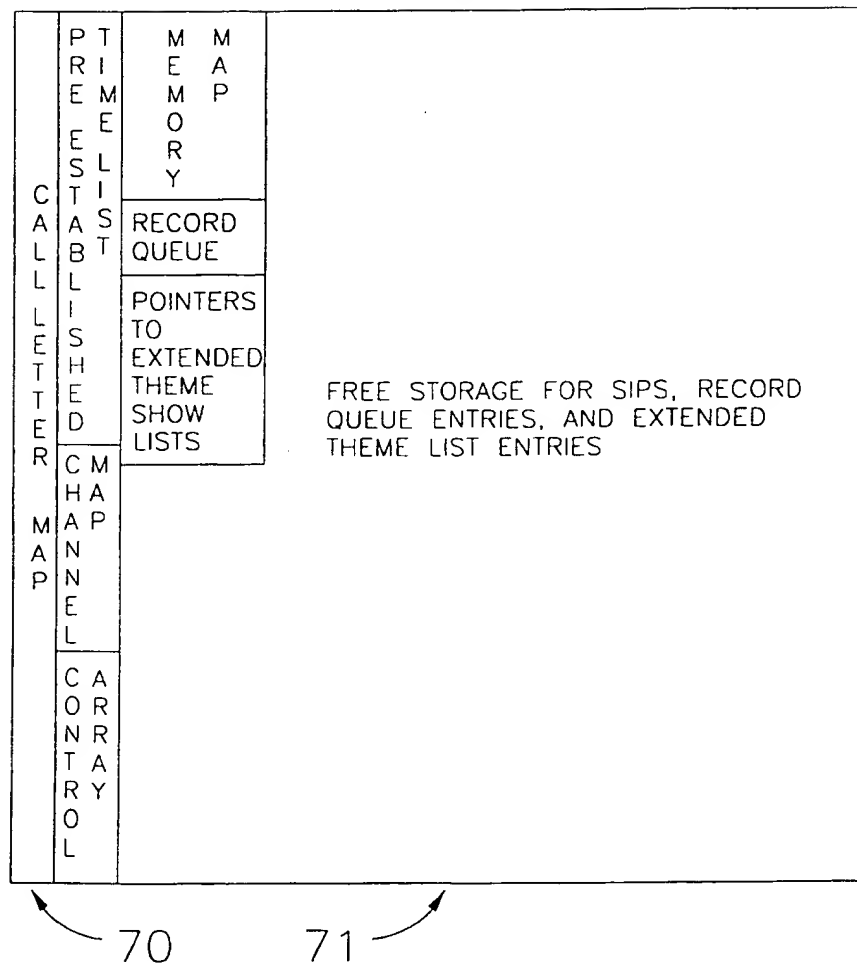 CALL LETTER MAP
PRE ESTABLISHED
TIME LIST
CHANNEL
MAP
CONTROL
ARRAY
MEMORY
MAP
RECORD
QUEUE
POINTERS
TO
EXTENDED
THEME
SHOW
LISTS
FREE STORAGE FOR SIPS, RECORD
QUEUE ENTRIES, AND EXTENDED
THEME LIST ENTRIES
70
71